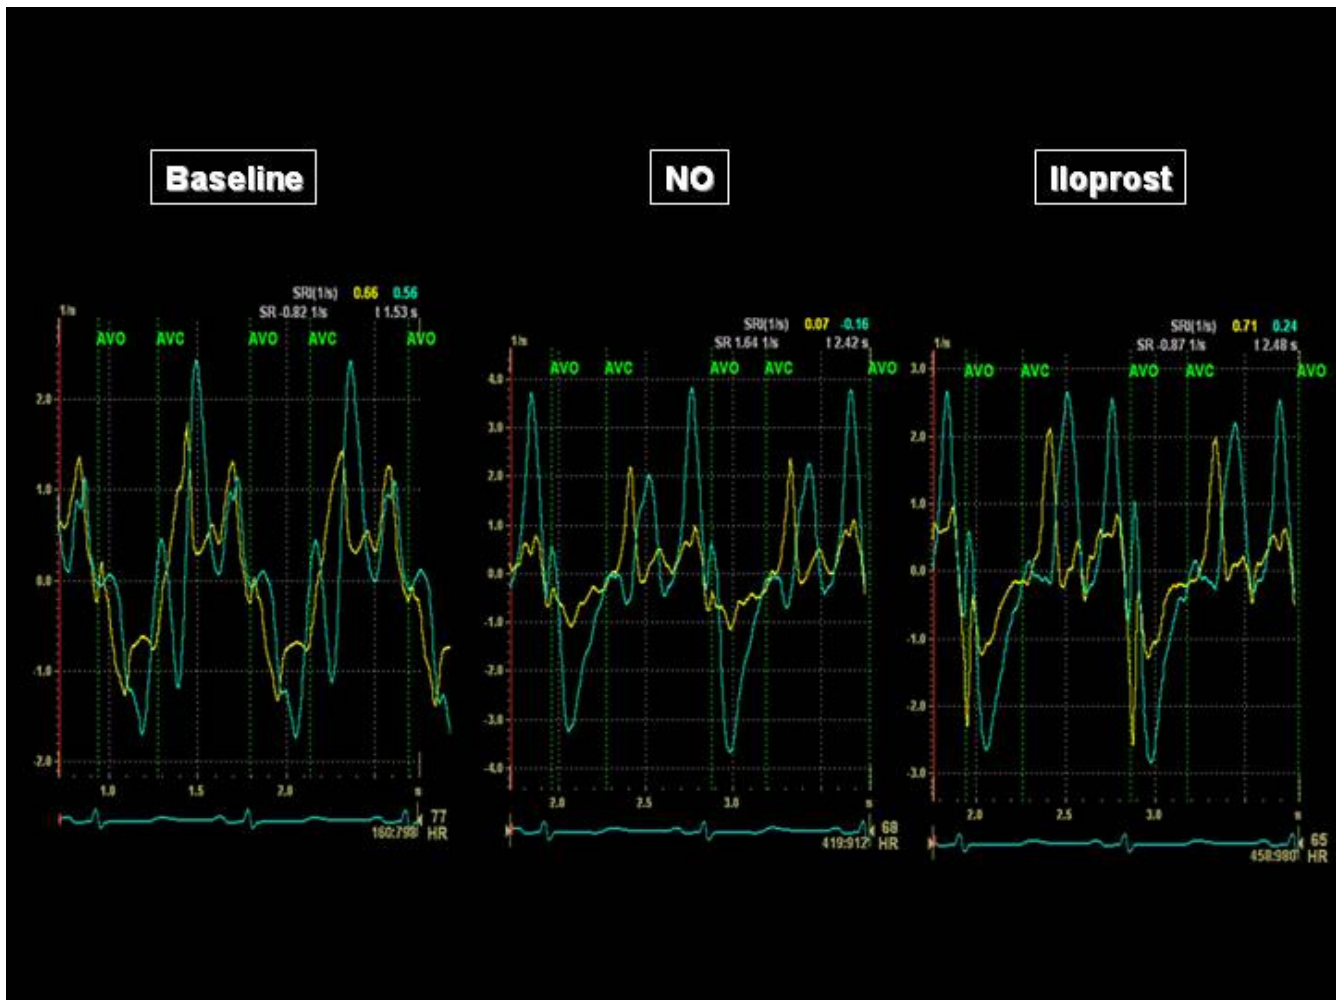 Baseline
NO
Iloprost
SRI(1/s) 0.66 0.56
SR -0.82 1/s t 1.53 s
1/s
AVO AVC AVO AVC AVO
2.0
1.0
0.0
-1.0
-2.0
1.0 1.5 2.0 s
77
HR
160:798
SRI(1/s) 0.07 -0.16
SR 1.64 1/s t 2.42 s
1/s
AVO AVC AVO AVC AVO
4.0
3.0
2.0
1.0
0.0
-1.0
-2.0
-3.0
-4.0
2.0 2.5 3.0 s
68
HR
419:912
SRI(1/s) 0.71 0.24
SR -0.87 1/s t 2.48 s
1/s
AVO AVC AVO AVC AVO
3.0
2.0
1.0
0.0
-1.0
-2.0
-3.0
2.0 2.5 3.0 s
65
HR
458:980